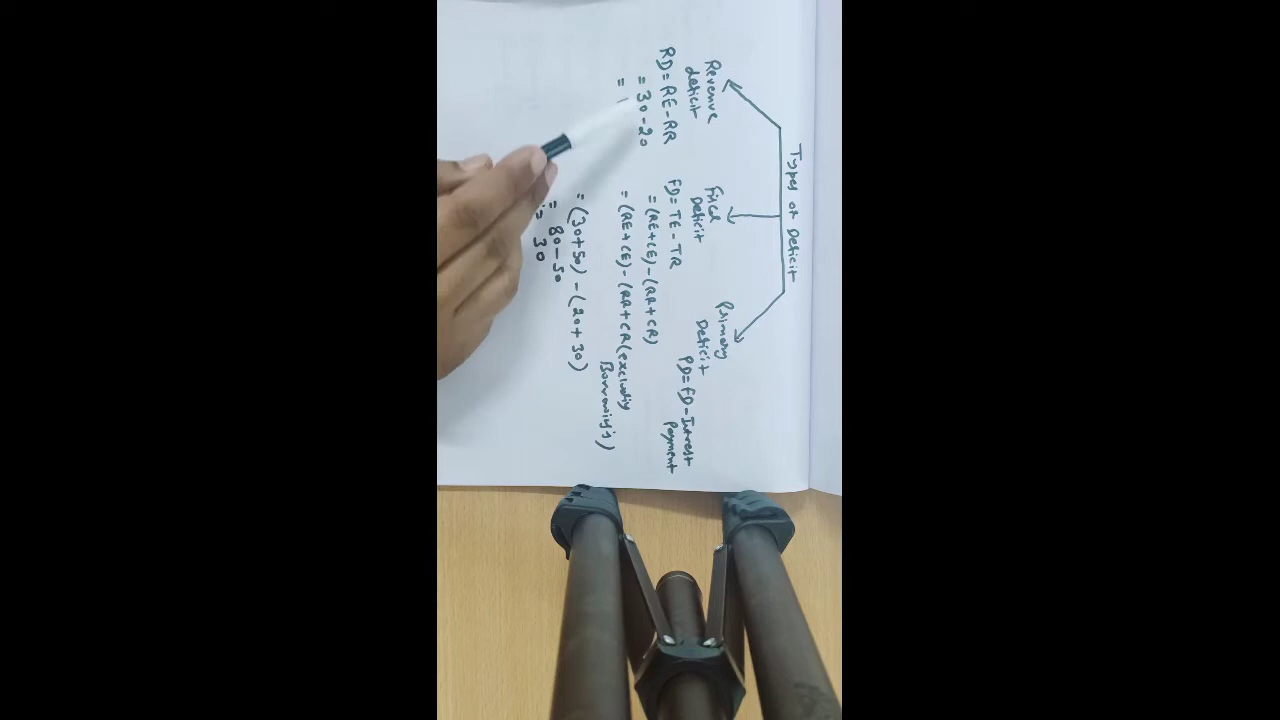 Types of Deficit
Revenue
deficit
RD = RE - RR
= 30 - 20
=
Fiscal
Deficit
FD = TE - TR
= (RE + CE) - (RR + CR)
= (RE + CE) - (RR + CR (excluding
Borrowing's)
= (30 + 50) - (20 + 30)
= 80 - 50
= 30
Primary
Deficit
PD = FD - Interest
Payment